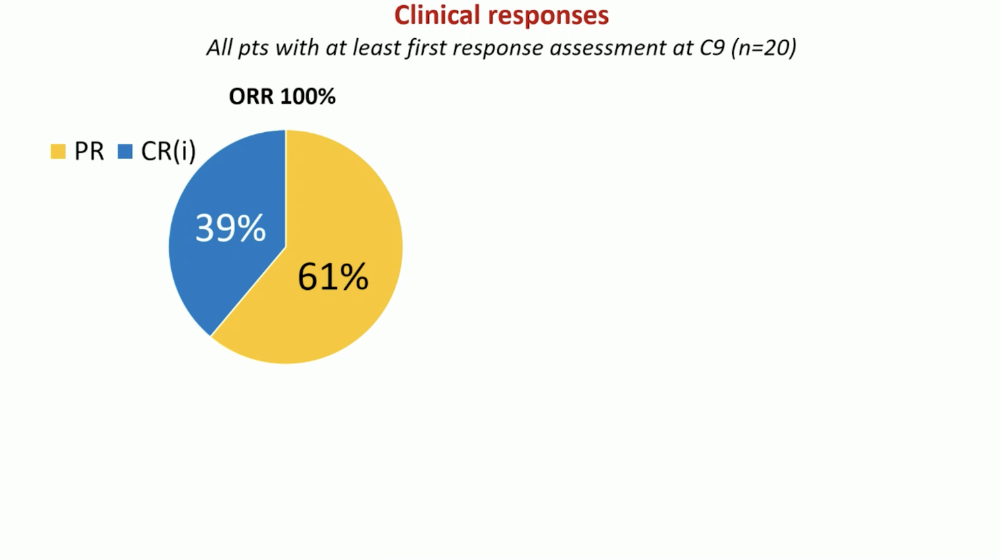 Clinical responses
All pts with at least first response assessment at C9 (n=20)
ORR 100%
PR CR(i)
39%
61%